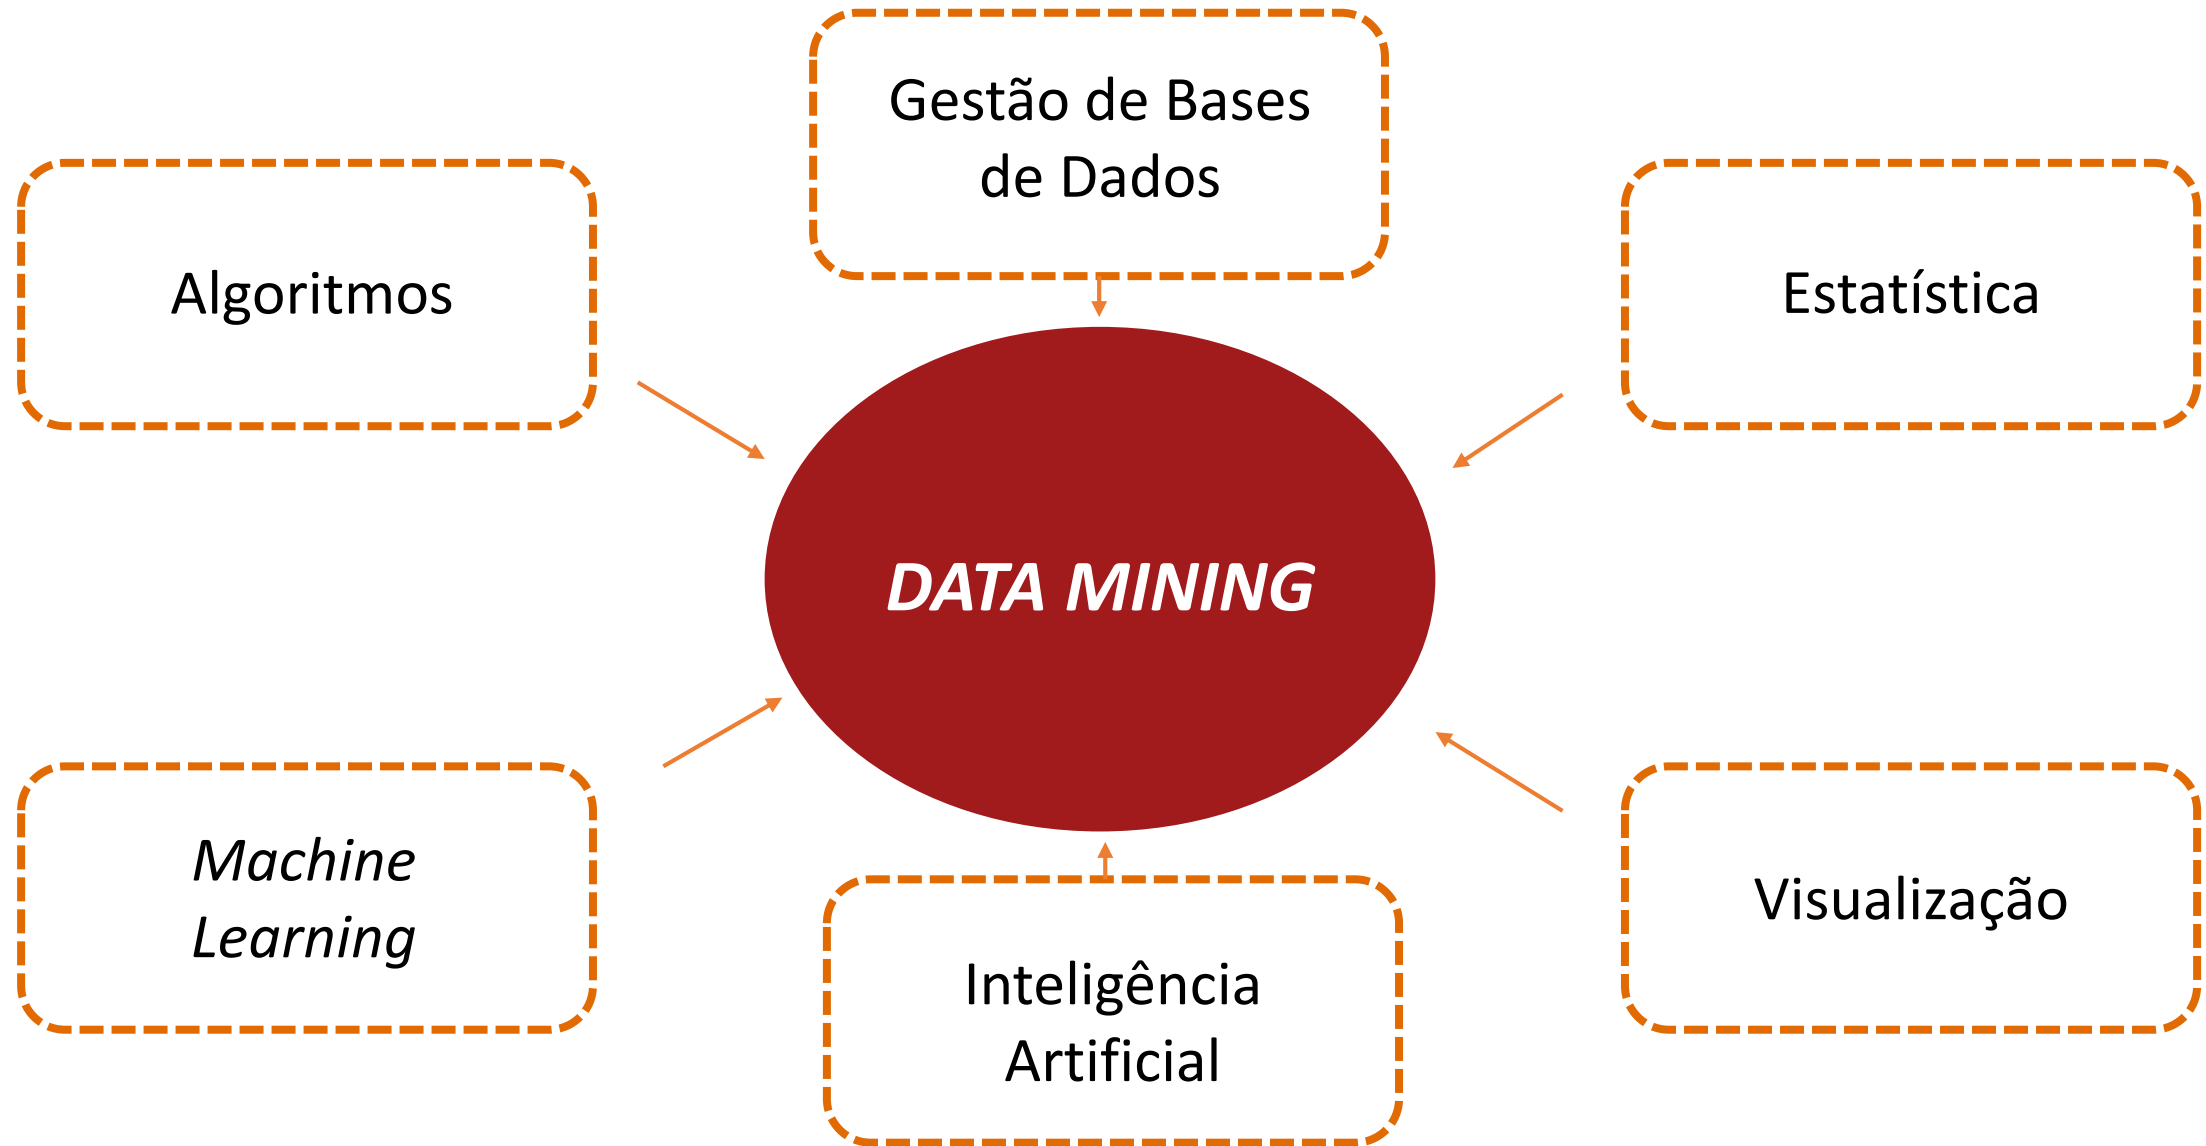 Gestão de Bases
de Dados
Algoritmos
Estatística
DATA MINING
Machine
Learning
Visualização
Inteligência
Artificial